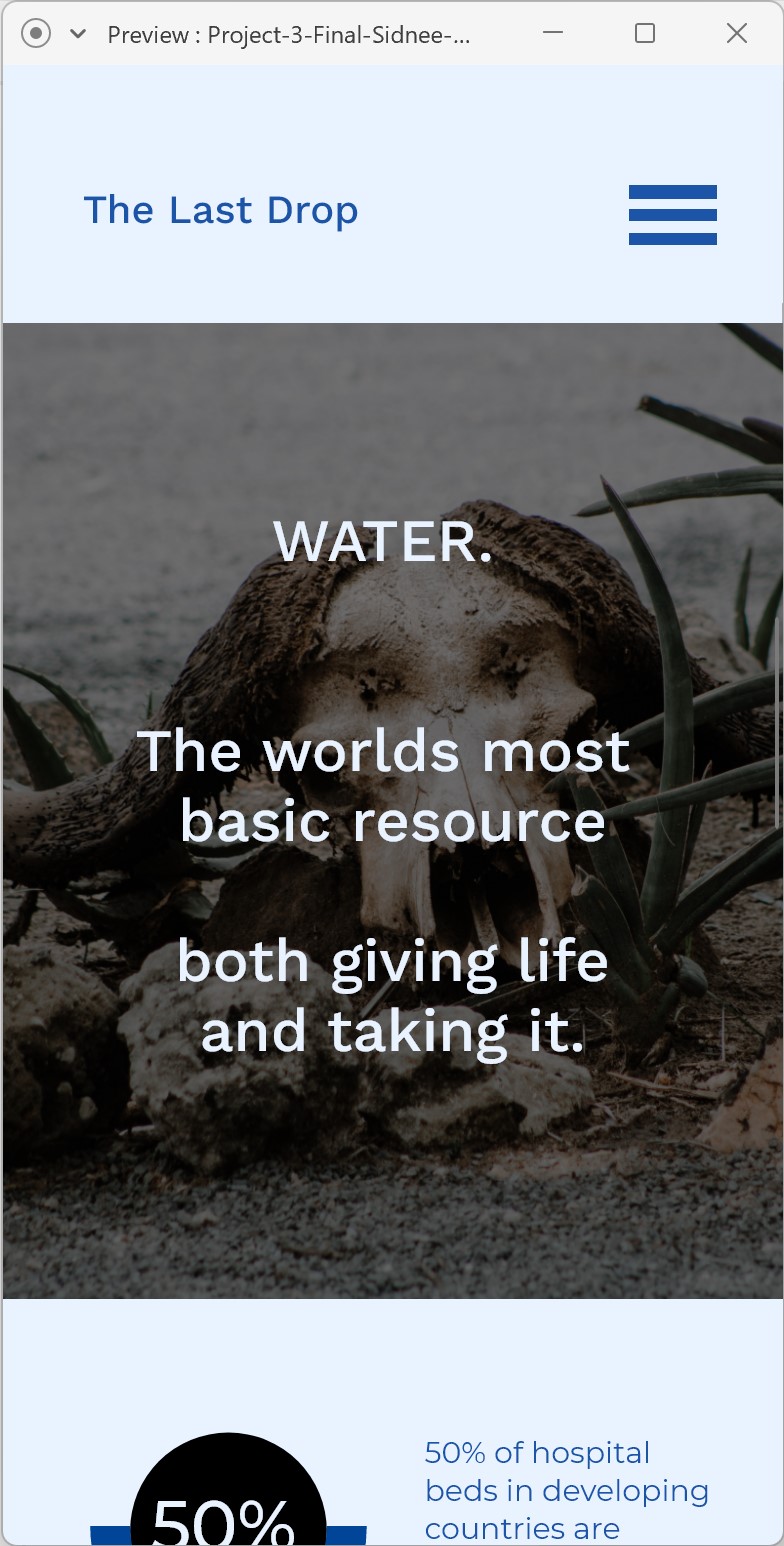 Preview : Project-3-Final-Sidnee-...
The Last Drop
WATER.
The worlds most
basic resource
both giving life
and taking it.
50%
50% of hospital
beds in developing
countries are